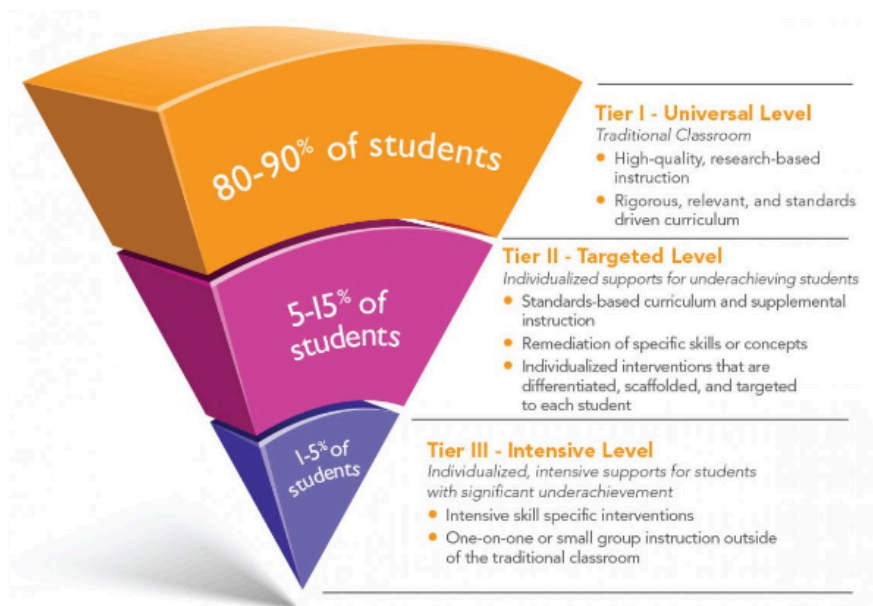 80-90% of students
Tier I - Universal Level
Traditional Classroom
• High-quality, research-based
instruction
• Rigorous, relevant, and standards
driven curriculum
5-15% of
students
Tier II - Targeted Level
Individualized supports for underachieving students
• Standards-based curriculum and supplemental
instruction
• Remediation of specific skills or concepts
• Individualized interventions that are
differentiated, scaffolded, and targeted
to each student
1-5% of
students
Tier III - Intensive Level
Individualized, intensive supports for students
with significant underachievement
• Intensive skill specific interventions
• One-on-one or small group instruction outside
of the traditional classroom